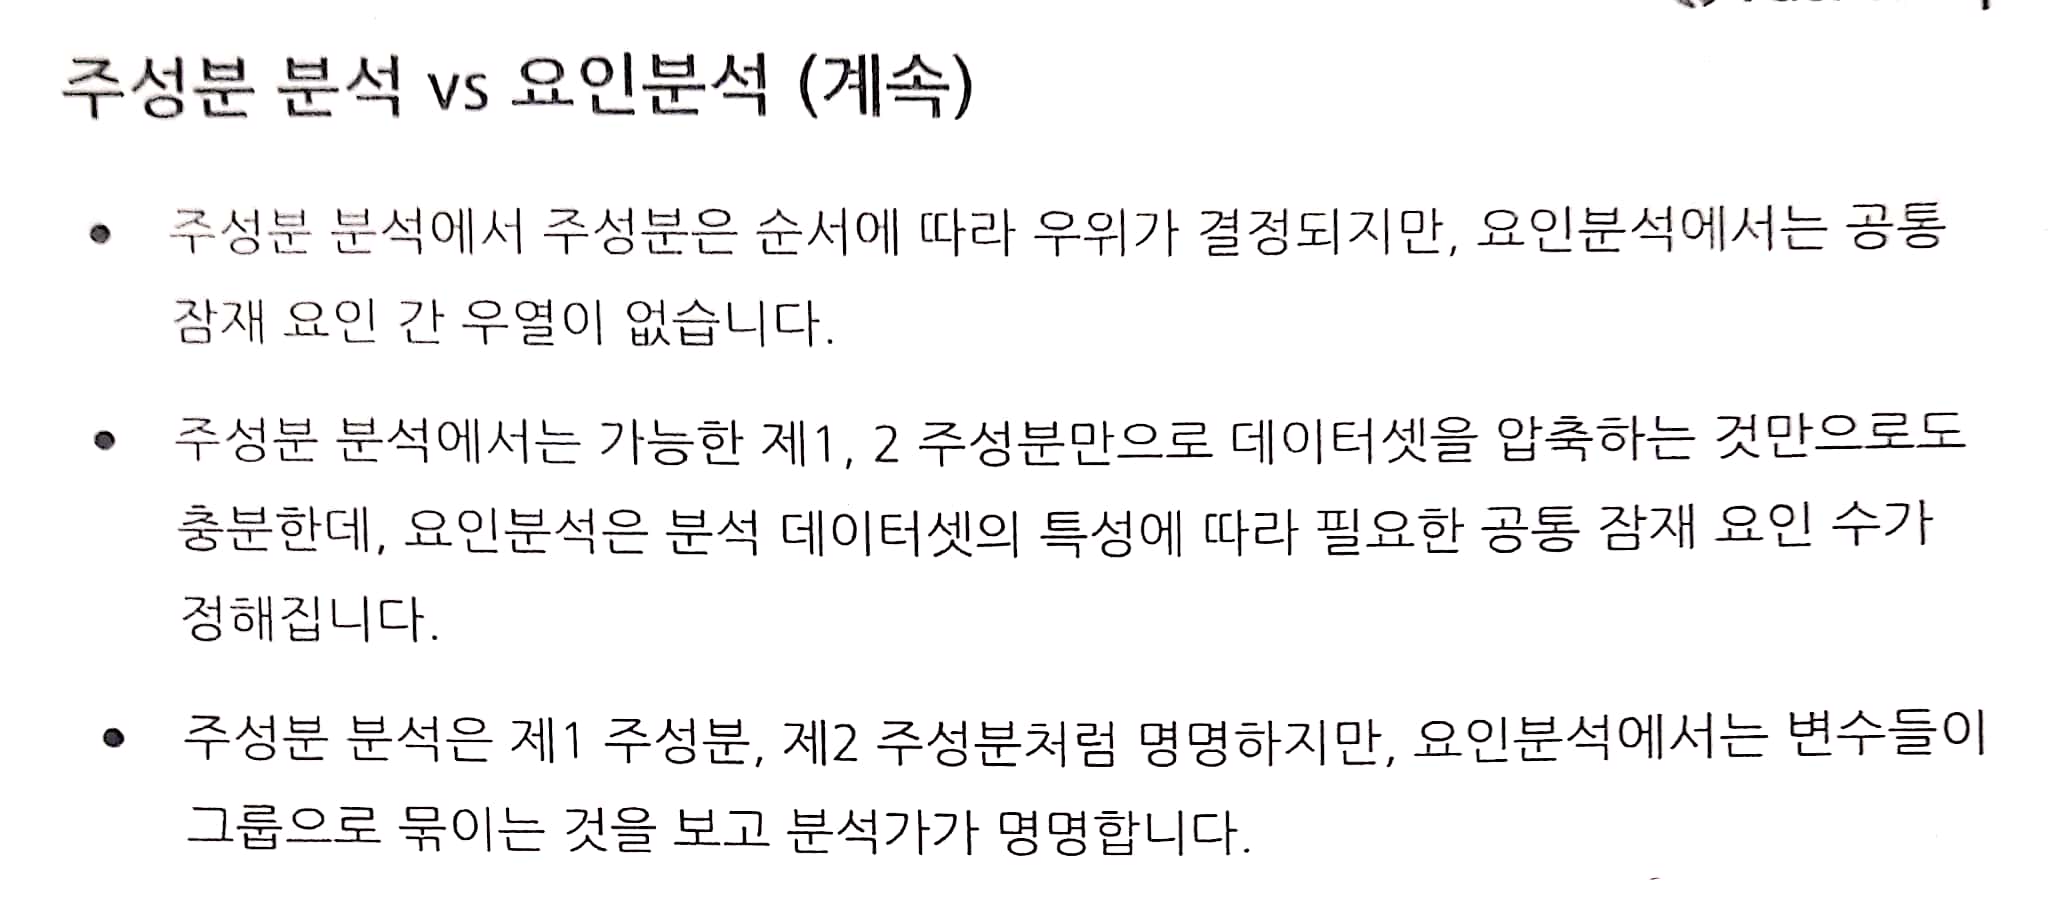 주성분 분석 vs 요인분석 (계속)
• 주성분 분석에서 주성분은 순서에 따라 우위가 결정되지만, 요인분석에서는 공통
잠재 요인 간 우열이 없습니다.
• 주성분 분석에서는 가능한 제1, 2 주성분만으로 데이터셋을 압축하는 것만으로도
충분한데, 요인분석은 분석 데이터셋의 특성에 따라 필요한 공통 잠재 요인 수가
정해집니다.
• 주성분 분석은 제1 주성분, 제2 주성분처럼 명명하지만, 요인분석에서는 변수들이
그룹으로 묶이는 것을 보고 분석가가 명명합니다.